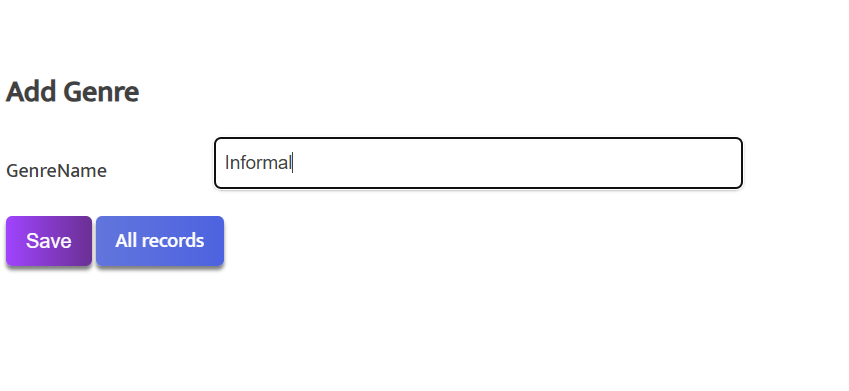 Add Genre
GenreName Informal
Save All records